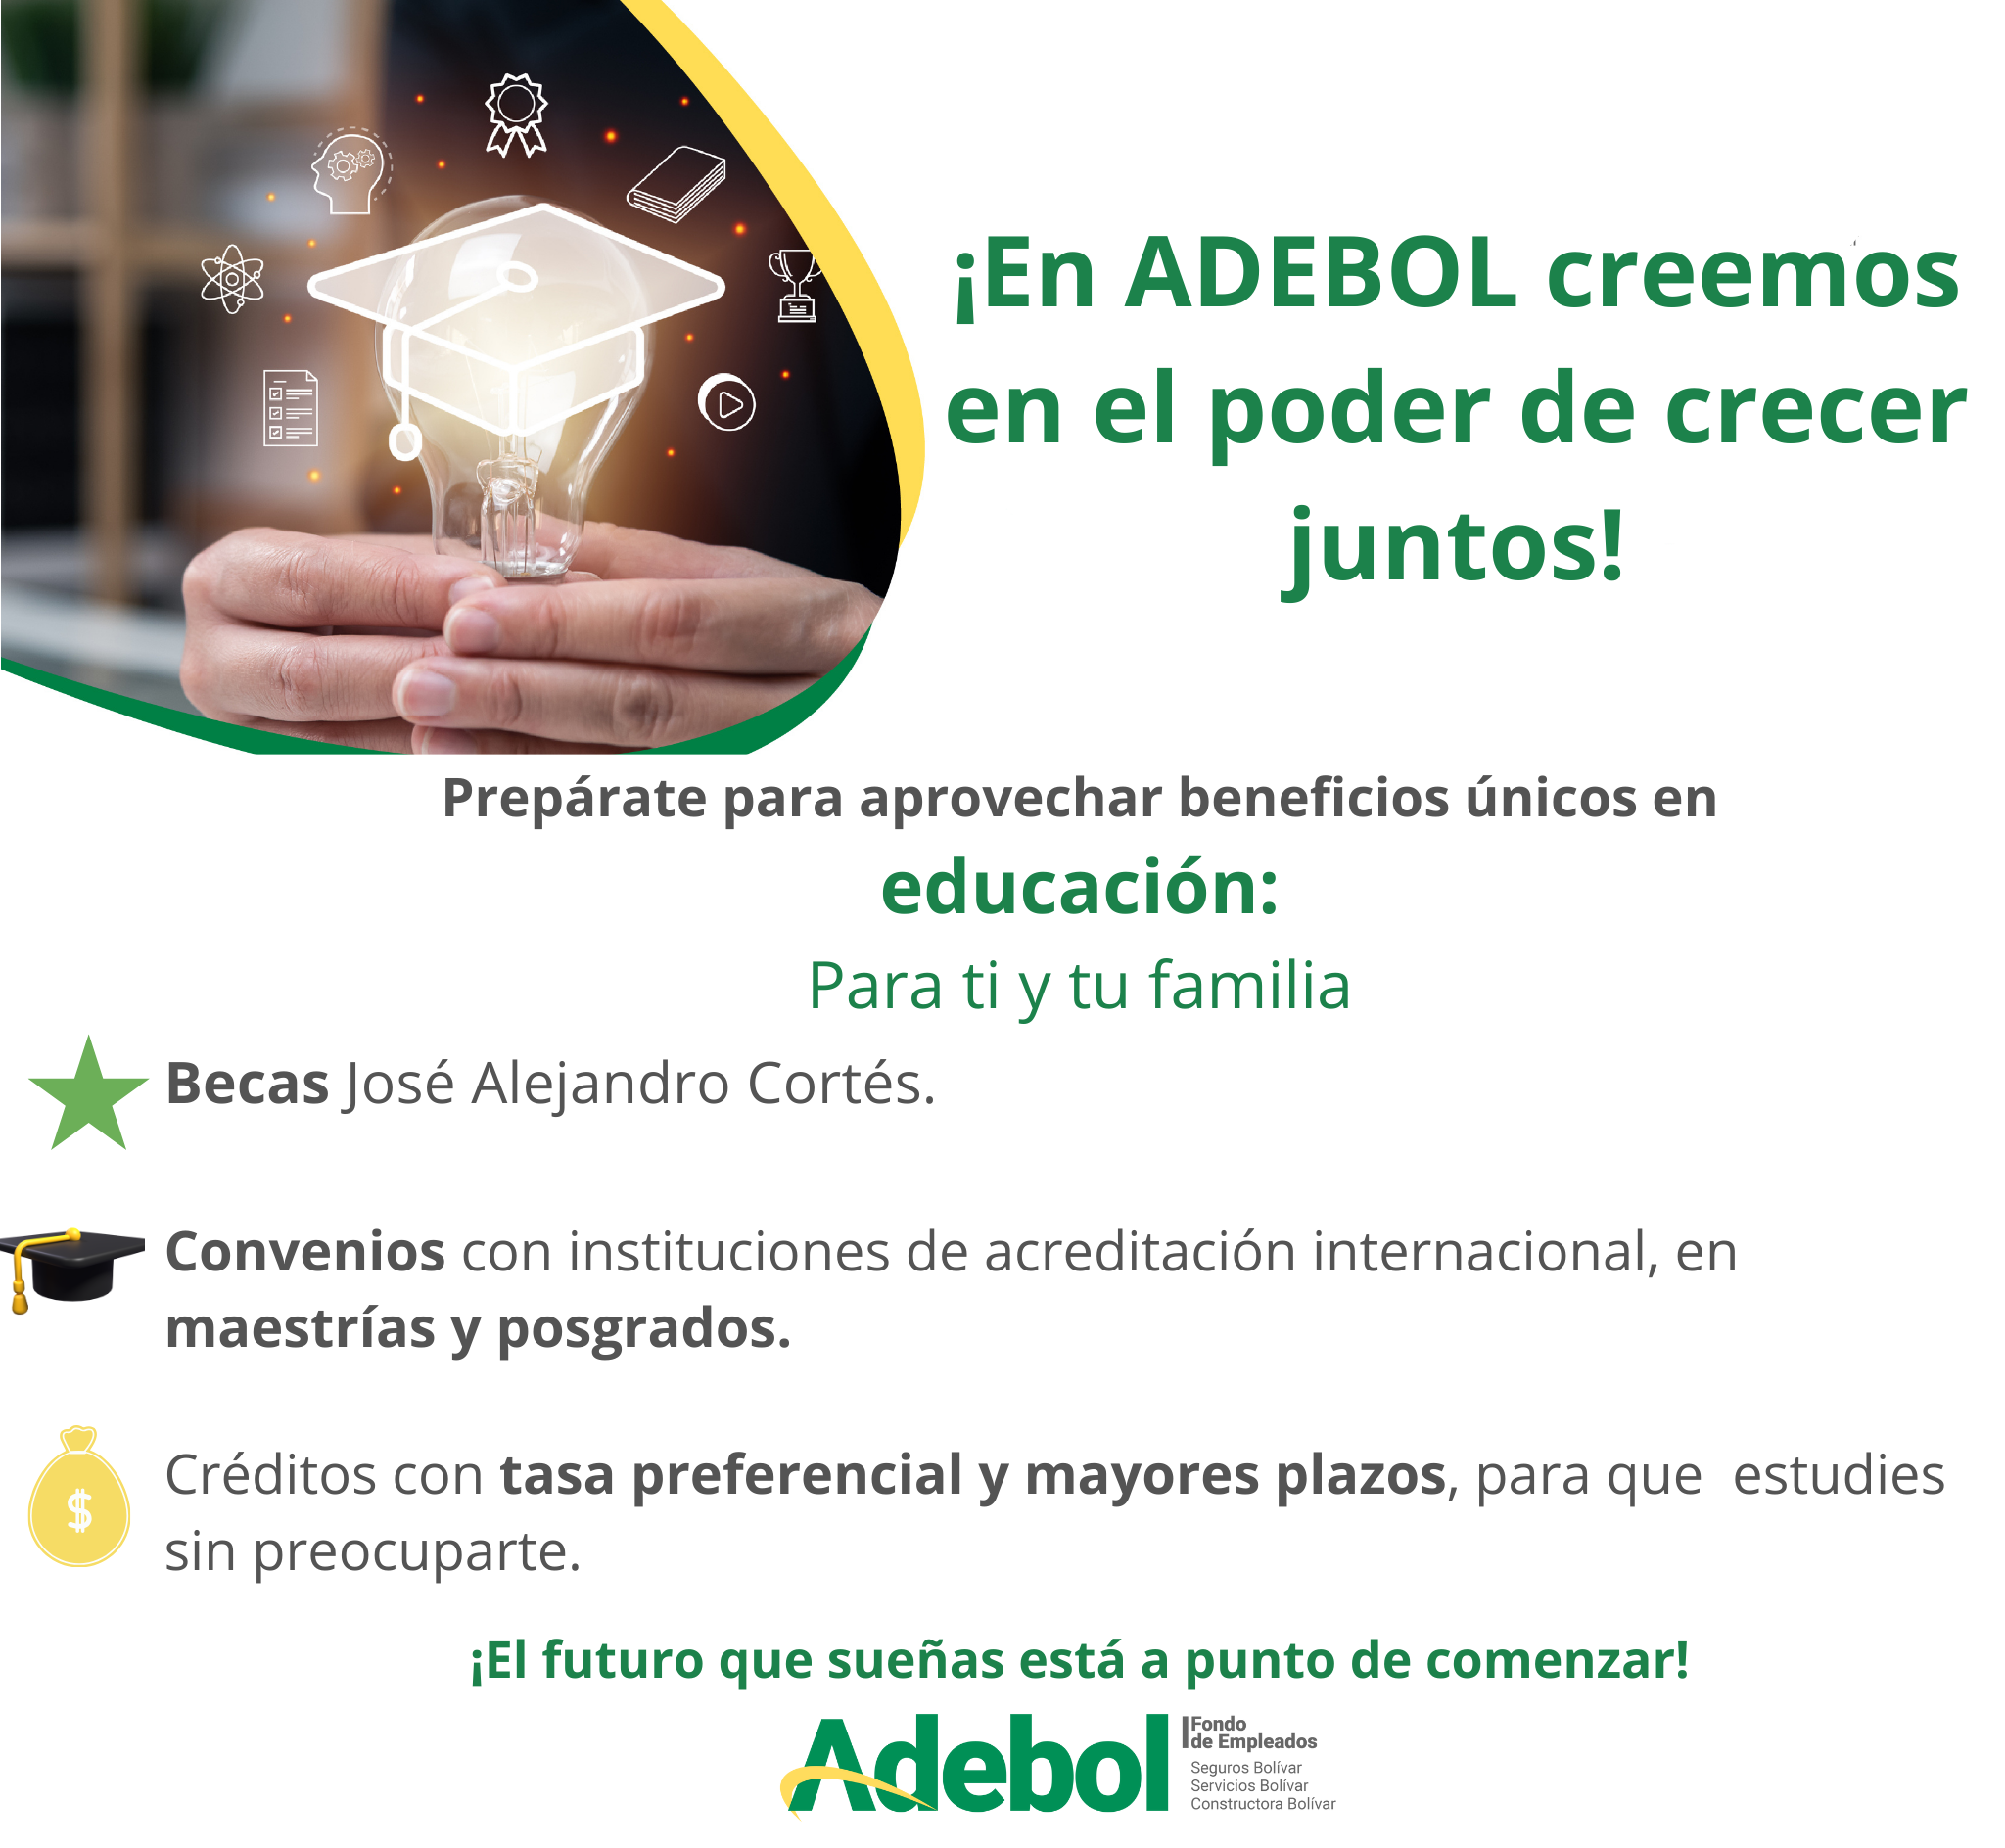 ¡En ADEBOL creemos
en el poder de crecer
juntos!
Prepárate para aprovechar beneficios únicos en
educación:
Para ti y tu familia
Becas José Alejandro Cortés.
Convenios con instituciones de acreditación internacional, en
maestrías y posgrados.
$
Créditos con tasa preferencial y mayores plazos, para que  estudies
sin preocuparte.
¡El futuro que sueñas está a punto de comenzar!
Adebol
Fondo
de Empleados
Seguros Bolívar
Servicios Bolívar
Constructora Bolívar